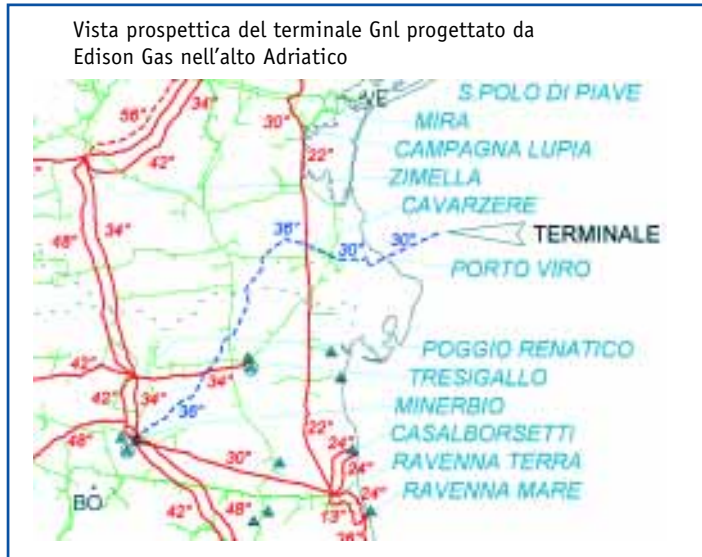 Vista prospettica del terminale Gnl progettato da
Edison Gas nell'alto Adriatico
56"
34"
30"
VE
S.POLO DI PIAVE
MIRA
42"
42"
22"
CAMPAGNA LUPIA
ZIMELLA
CAVARZERE
48"
34"
36"
30"
30"
TERMINALE
PORTO VIRO
42"
34"
POGGIO RENATICO
TRESIGALLO
42"
34"
36"
MINERBIO
48"
22"
24"
CASALBORSETTI
30"
24"
RAVENNA TERRA
24"
RAVENNA MARE
BO
42"
48"
13"